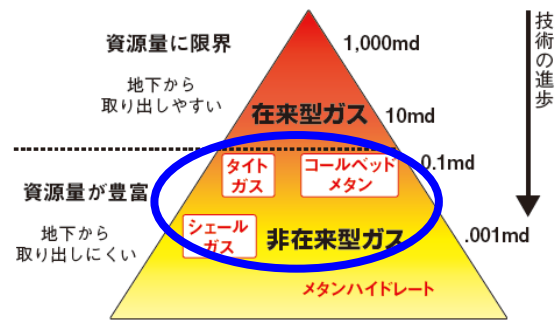 資源量に限界
1,000md
技術の進歩
地下から
取り出しやすい
在来型ガス
10md
タイト
ガス
コールベッド
メタン
0.1md
資源量が豊富
シェール
ガス
非在来型ガス
地下から
取り出しにくい
.001md
メタンハイドレート